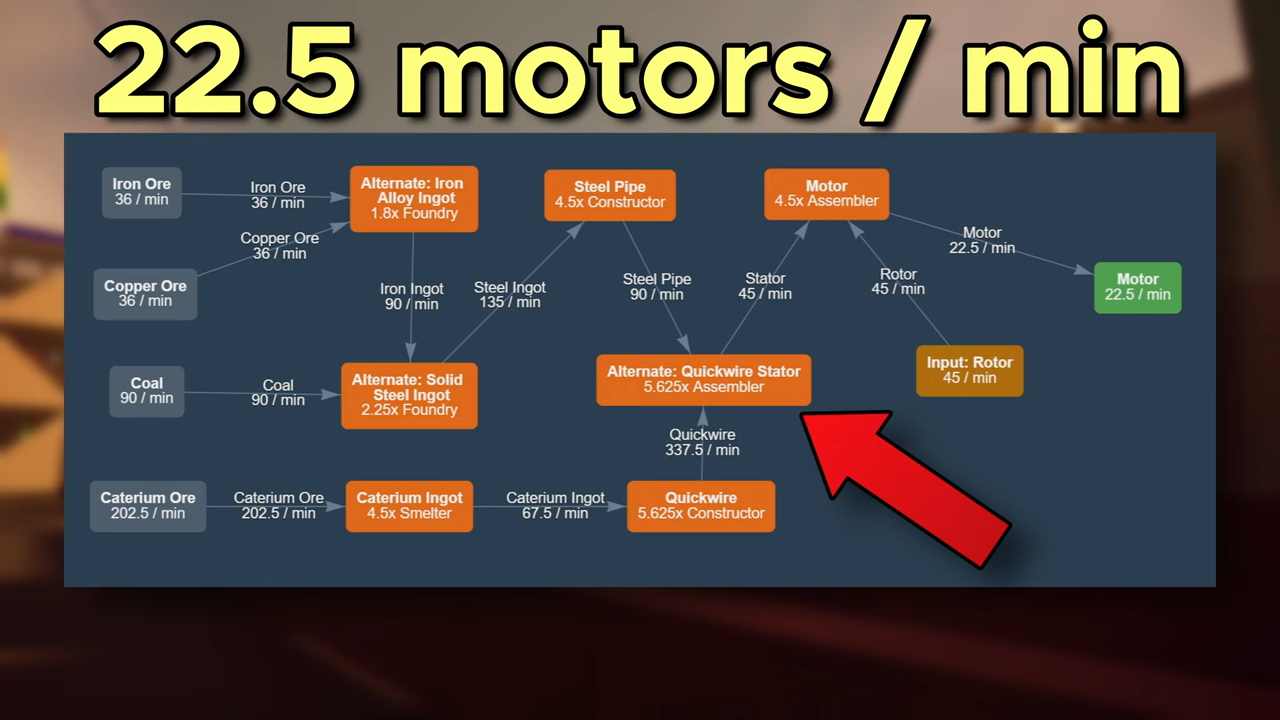 22.5 motors / min
Iron Ore
36 / min
Iron Ore
36 / min
Alternate: Iron
Alloy Ingot
1.8x Foundry
Steel Pipe
4.5x Constructor
Motor
4.5x Assembler
Copper Ore
36 / min
Copper Ore
36 / min
Motor
22.5 / min
Motor
22.5 / min
Iron Ingot
90 / min
Steel Ingot
135 / min
Steel Pipe
90 / min
Stator
45 / min
Rotor
45 / min
Coal
90 / min
Coal
90 / min
Alternate: Solid
Steel Ingot
2.25x Foundry
Alternate: Quickwire Stator
5.625x Assembler
Input: Rotor
45 / min
Quickwire
337.5 / min
Caterium Ore
202.5 / min
Caterium Ore
202.5 / min
Caterium Ingot
4.5x Smelter
Caterium Ingot
67.5 / min
Quickwire
5.625x Constructor